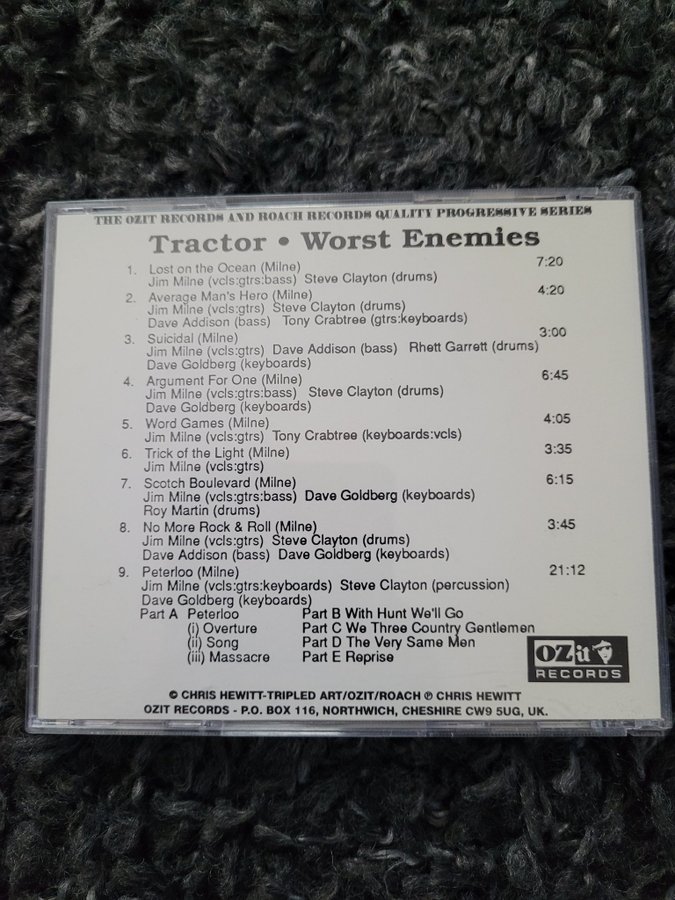 THE OZIT RECORDS AND ROACH RECORDS QUALITY PROGRESSIVE SERIES
Tractor • Worst Enemies
1. Lost on the Ocean (Milne) 7:20
Jim Milne (vcls:gtrs:bass) Steve Clayton (drums)
2. Average Man's Hero (Milne) 4:20
Jim Milne (vcls:gtrs) Steve Clayton (drums)
Dave Addison (bass) Tony Crabtree (gtrs:keyboards)
3. Suicidal (Milne) 3:00
Jim Milne (vcls:gtrs) Dave Addison (bass) Rhett Garrett (drums)
Dave Goldberg (keyboards)
4. Argument For One (Milne) 6:45
Jim Milne (vcls:gtrs:bass) Steve Clayton (drums)
Dave Goldberg (keyboards)
5. Word Games (Milne) 4:05
Jim Milne (vcls:gtrs) Tony Crabtree (keyboards:vcls)
6. Trick of the Light (Milne) 3:35
Jim Milne (vcls:gtrs)
7. Scotch Boulevard (Milne) 6:15
Jim Milne (vcls:gtrs:bass) Dave Goldberg (keyboards)
Roy Martin (drums)
8. No More Rock & Roll (Milne) 3:45
Jim Milne (vcls:gtrs) Steve Clayton (drums)
Dave Addison (bass) Dave Goldberg (keyboards)
9. Peterloo (Milne) 21:12
Jim Milne (vcls:gtrs:keyboards) Steve Clayton (percussion)
Dave Goldberg (keyboards)
Part A Peterloo Part B With Hunt We'll Go
(i) Overture Part C We Three Country Gentlemen
(ii) Song Part D The Very Same Men
(iii) Massacre Part E Reprise
OZit
RECORDS
© CHRIS HEWITT-TRIPLED ART/OZIT/ROACH ℗ CHRIS HEWITT
OZIT RECORDS - P.O. BOX 116, NORTHWICH, CHESHIRE CW9 5UG, UK.